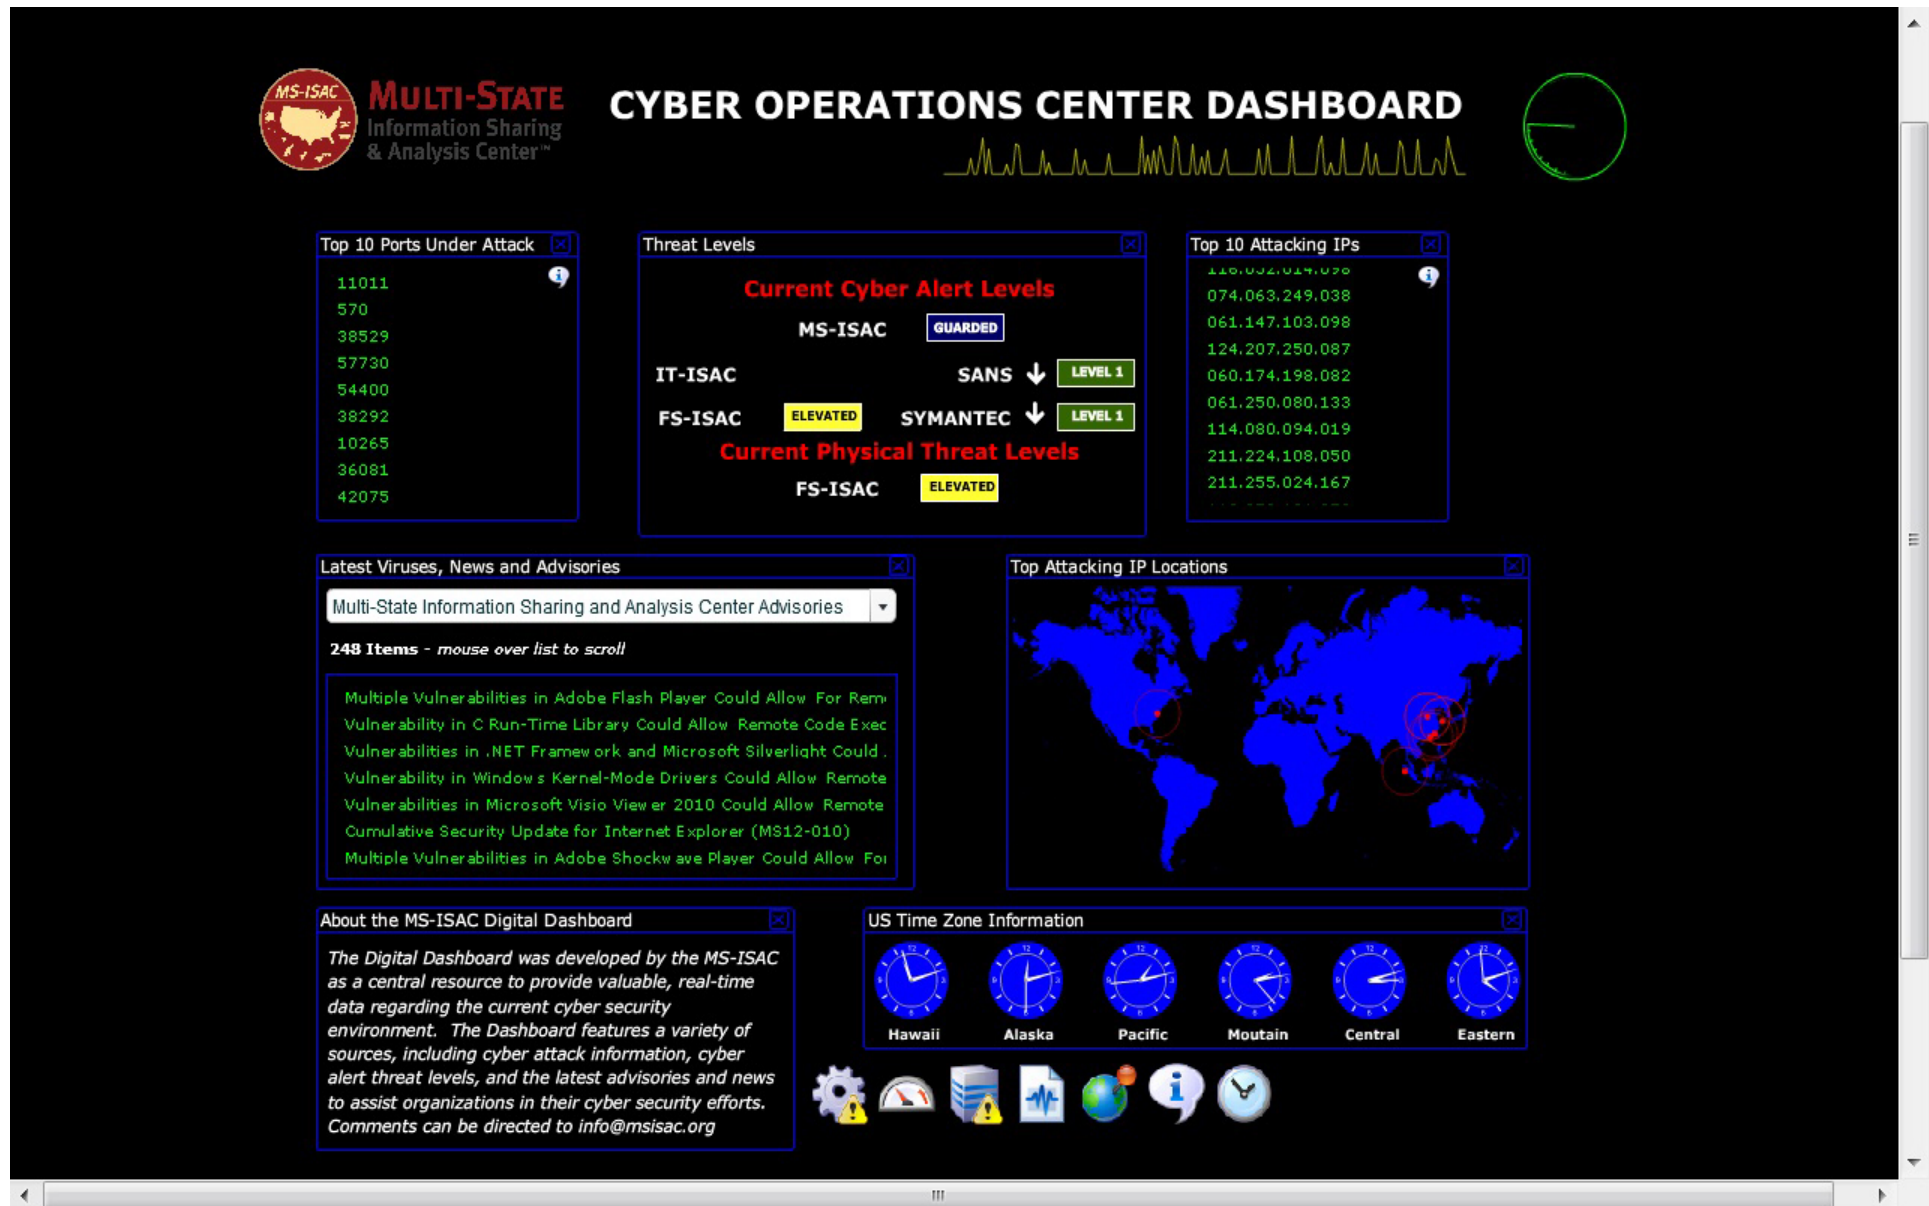 MS-ISAC
MULTI-STATE
Information Sharing
& Analysis Center™
CYBER OPERATIONS CENTER DASHBOARD
Top 10 Ports Under Attack
11011
570
38529
57730
54400
38292
10265
36081
42075
Threat Levels
Current Cyber Alert Levels
MS-ISAC GUARDED
IT-ISAC SANS LEVEL 1
FS-ISAC ELEVATED SYMANTEC LEVEL 1
Current Physical Threat Levels
FS-ISAC ELEVATED
Top 10 Attacking IPs
074.063.249.038
061.147.103.098
124.207.250.087
060.174.198.082
061.250.080.133
114.080.094.019
211.224.108.050
211.255.024.167
Latest Viruses, News and Advisories
Multi-State Information Sharing and Analysis Center Advisories
248 Items - mouse over list to scroll
Multiple Vulnerabilities in Adobe Flash Player Could Allow For
Vulnerability in C Run-Time Library Could Allow Remote Code Exec
Vulnerabilities in .NET Framework and Microsoft Silverlight Could
Vulnerability in Windows Kernel-Mode Drivers Could Allow Remote
Vulnerabilities in Microsoft Visio Viewer 2010 Could Allow Remote
Cumulative Security Update for Internet Explorer (MS12-010)
Multiple Vulnerabilities in Adobe Shockwave Player Could Allow For
Top Attacking IP Locations
About the MS-ISAC Digital Dashboard
The Digital Dashboard was developed by the MS-ISAC
as a central resource to provide valuable, real-time
data regarding the current cyber security
environment. The Dashboard features a variety of
sources, including cyber attack information, cyber
alert threat levels, and the latest advisories and news
to assist organizations in their cyber security efforts.
Comments can be directed to info@msisac.org
US Time Zone Information
Hawaii Alaska Pacific Moutain Central Eastern